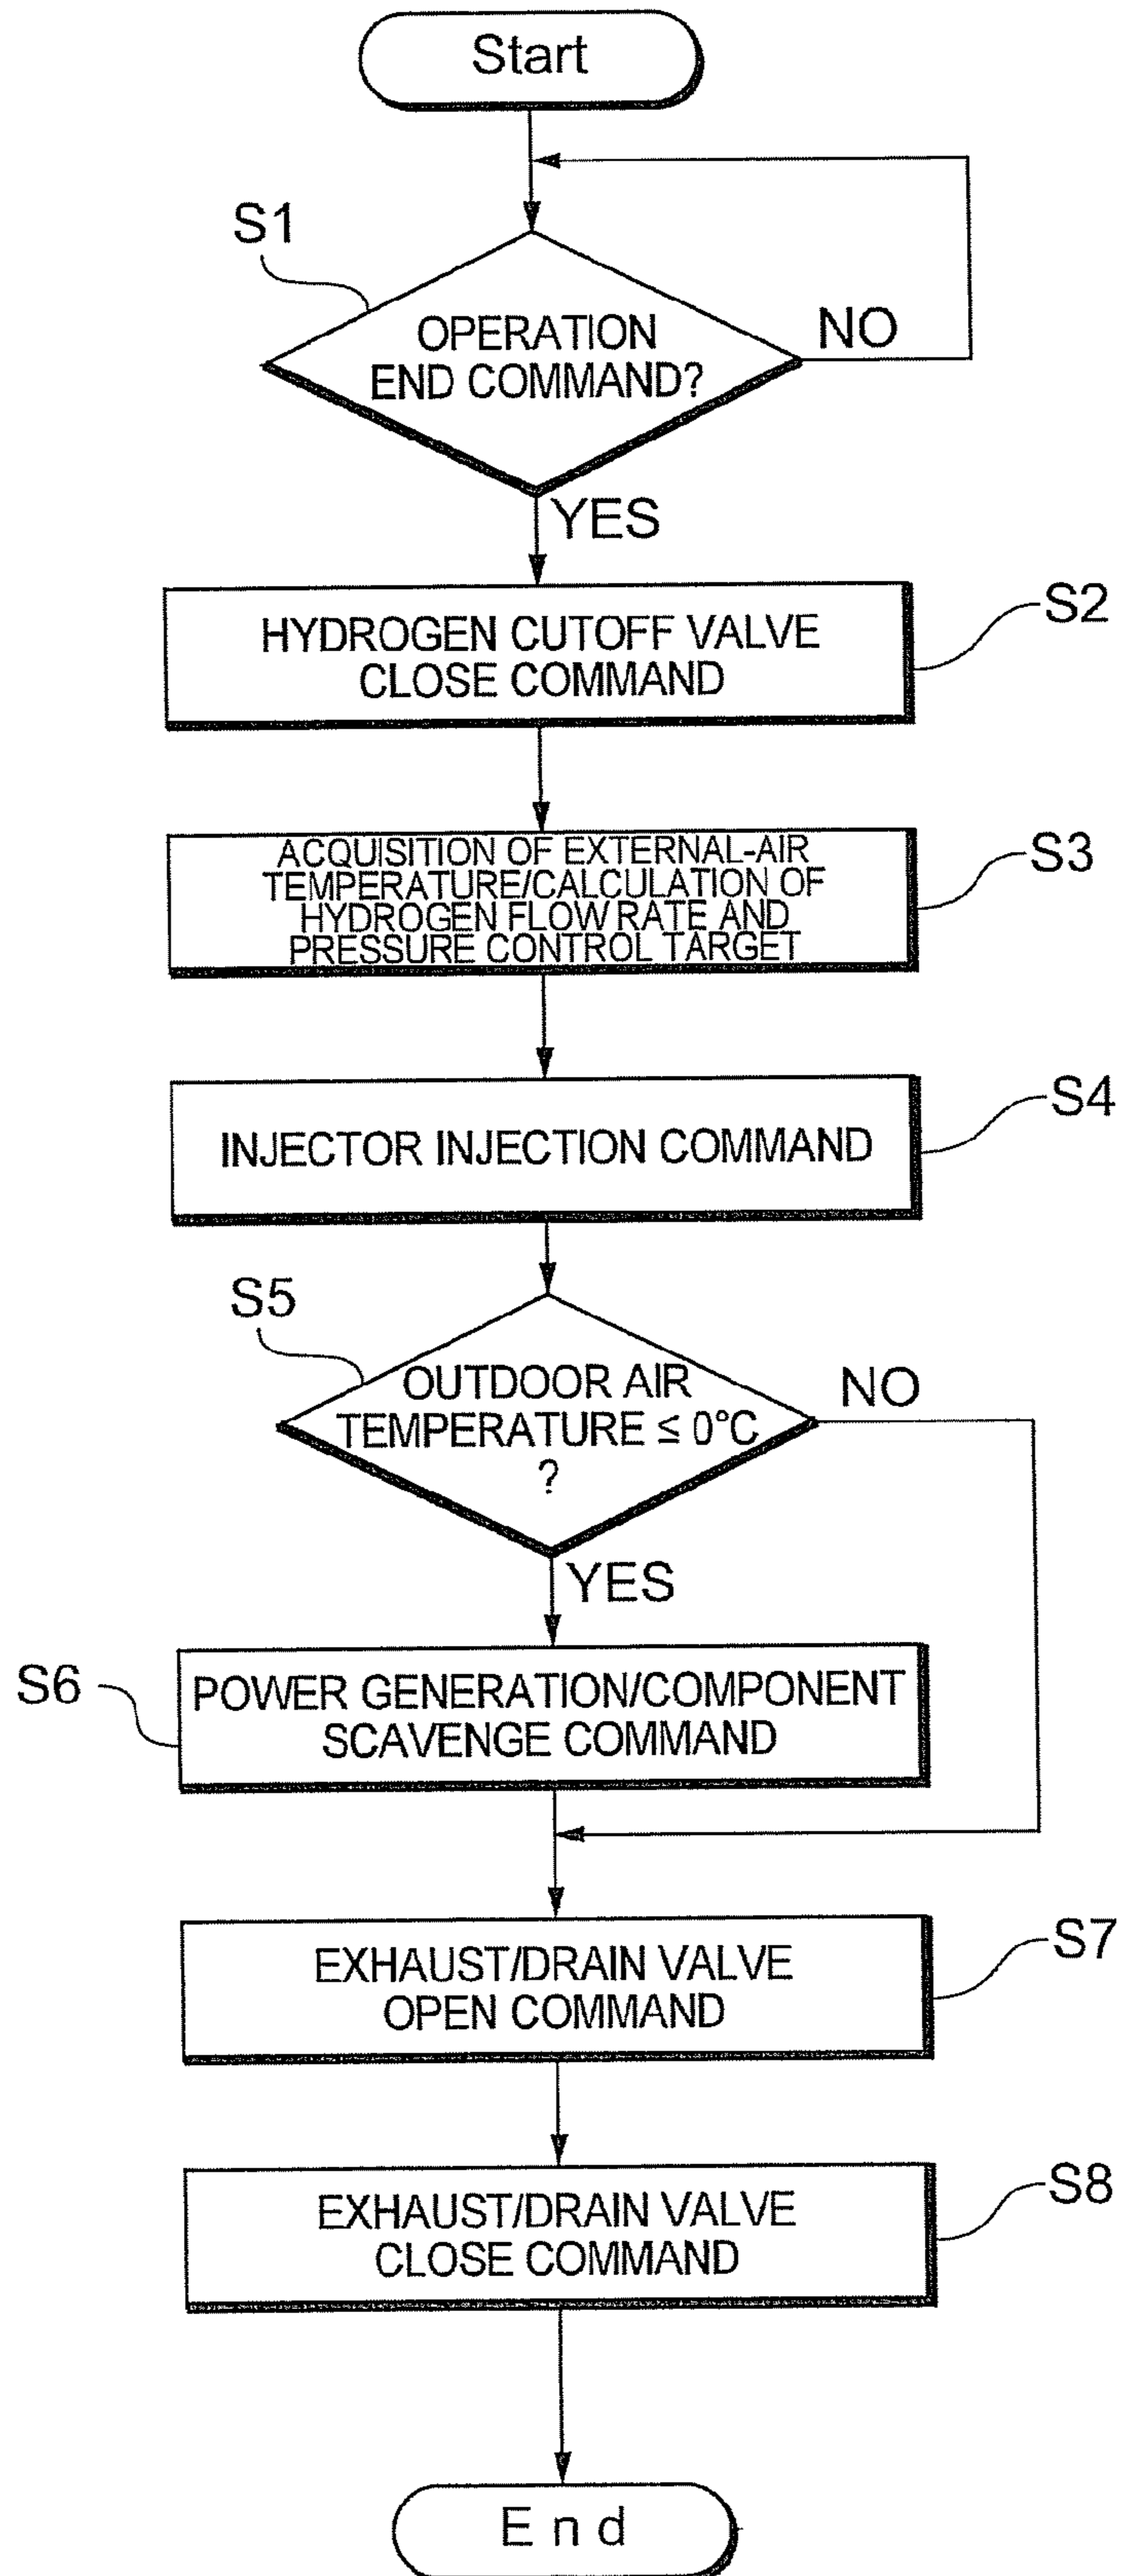 Start
S1
OPERATION
END COMMAND?
NO
YES
HYDROGEN CUTOFF VALVE
CLOSE COMMAND
S2
ACQUISITION OF EXTERNAL-AIR
TEMPERATURE/CALCULATION OF
HYDROGEN FLOW RATE AND
PRESSURE CONTROL TARGET
S3
INJECTOR INJECTION COMMAND
S4
S5
OUTDOOR AIR
TEMPERATURE ≤ 0°C
?
NO
YES
S6
POWER GENERATION/COMPONENT
SCAVENGE COMMAND
EXHAUST/DRAIN VALVE
OPEN COMMAND
S7
EXHAUST/DRAIN VALVE
CLOSE COMMAND
S8
End